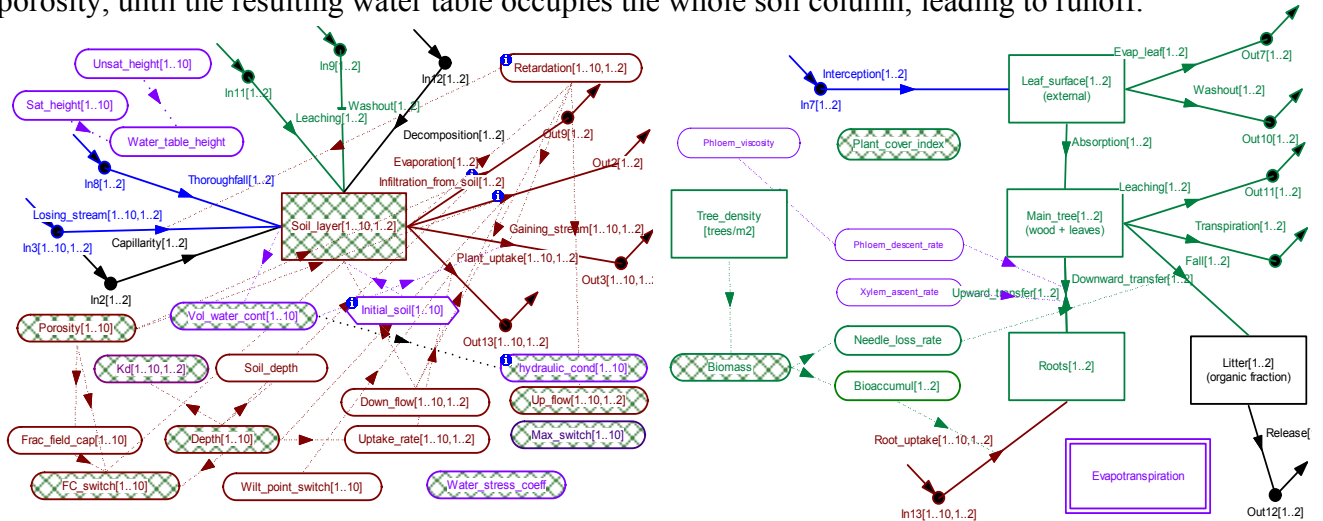 porosity, until the resulting water table occupies the whole soil column, leading to runoff.
Unsat_height[1..10]
Sat_height[1..10]
Water_table_height
In11[1..2]
In9[1..2]
In12[1..2]
Retardation[1..10,1..2]
Washout[1..2]
Leaching[1..2]
Decomposition[1..2]
Out9[1..2]
Evaporation[1..2]
Out2[1..2]
Infiltration_from_soil[1..2]
In8[1..2]
Thoroughfall[1..2]
Losing_stream[1..10,1..2]
In3[1..10,1..2]
Capillarity[1..2]
In2[1..2]
Soil_layer[1..10,1..2]
Gaining_stream[1..10,1..2]
Plant_uptake[1..10,1..2]
Out3[1..10,1..
Out13[1..10,1..2]
Porosity[1..10]
Vol_water_cont[1..10]
Initial_soil[1..10]
Kd[1..10,1..2]
Soil_depth
hydraulic_cond[1..10]
Down_flow[1..10,1..2]
Up_flow[1..10,1..2]
Frac_field_cap[1..10]
Depth[1..10]
Uptake_rate[1..10,1..2]
Max_switch[1..10]
FC_switch[1..10]
Wilt_point_switch[1..10]
Water_stress_coeff
Interception[1..2]
In7[1..2]
Leaf_surface[1..2]
(external)
Evap_leaf[1..2]
Out7[1..2]
Washout[1..2]
Out10[1..2]
Phloem_viscosity
Plant_cover_index
Absorption[1..2]
Tree_density
[trees/m2]
Main_tree[1..2]
(wood + leaves)
Leaching[1..2]
Out11[1..2]
Transpiration[1..2]
Fall[1..2]
Phloem_descent_rate
Xylem_ascent_rate
Downward_transfer[1..2]
Upward_transfer[1..2]
Needle_loss_rate
Biomass
Bioaccumul[1..2]
Roots[1..2]
Litter[1..2]
(organic fraction)
Root_uptake[1..10,1..2]
In13[1..10,1..2]
Evapotranspiration
Release[
Out12[1..2]